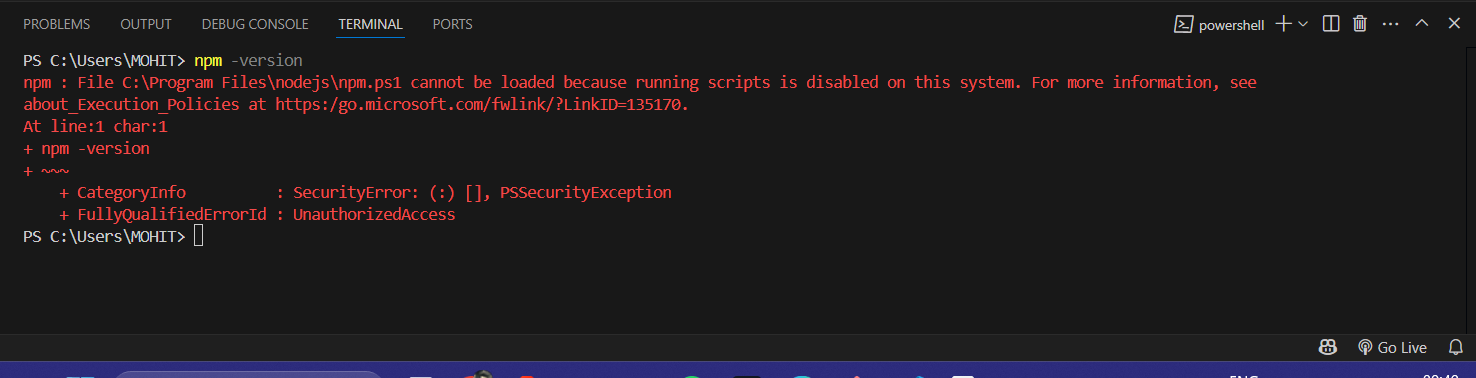 PROBLEMS OUTPUT DEBUG CONSOLE TERMINAL PORTS powershell
PS C:\Users\MOHIT> npm -version
npm : File C:\Program Files\nodejs\npm.ps1 cannot be loaded because running scripts is disabled on this system. For more information, see
about_Execution_Policies at https:/go.microsoft.com/fwlink/?LinkID=135170.
At line:1 char:1
+ npm -version
+ ~~~
    + CategoryInfo          : SecurityError: (:) [], PSSecurityException
    + FullyQualifiedErrorId : UnauthorizedAccess
PS C:\Users\MOHIT>
Go Live